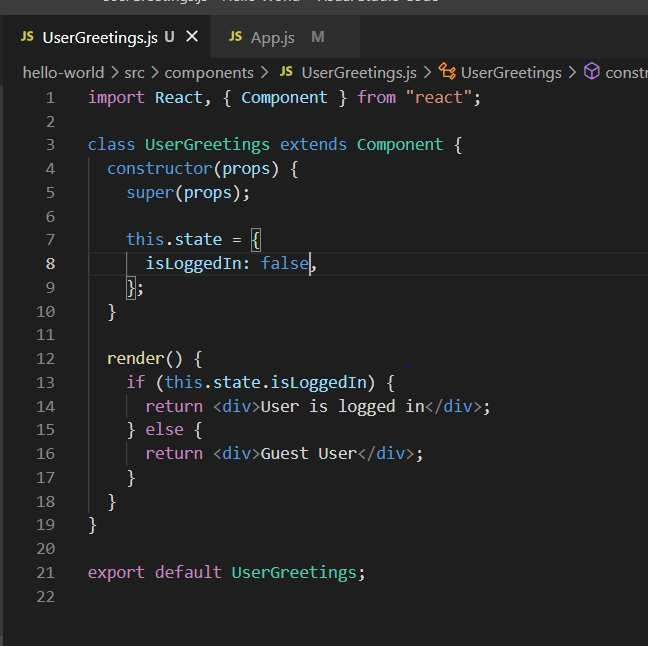 JS UserGreetings.js U × JS App.js M
hello-world > src > components > JS UserGreetings.js > UserGreetings >
1 import React, { Component } from "react";
2
3 class UserGreetings extends Component {
4 constructor(props) {
5 super(props);
6
7 this.state = {
8 isLoggedIn: false,
9 };
10 }
11
12 render() {
13 if (this.state.isLoggedIn) {
14 return <div>User is logged in</div>;
15 } else {
16 return <div>Guest User</div>;
17 }
18 }
19 }
20
21 export default UserGreetings;
22